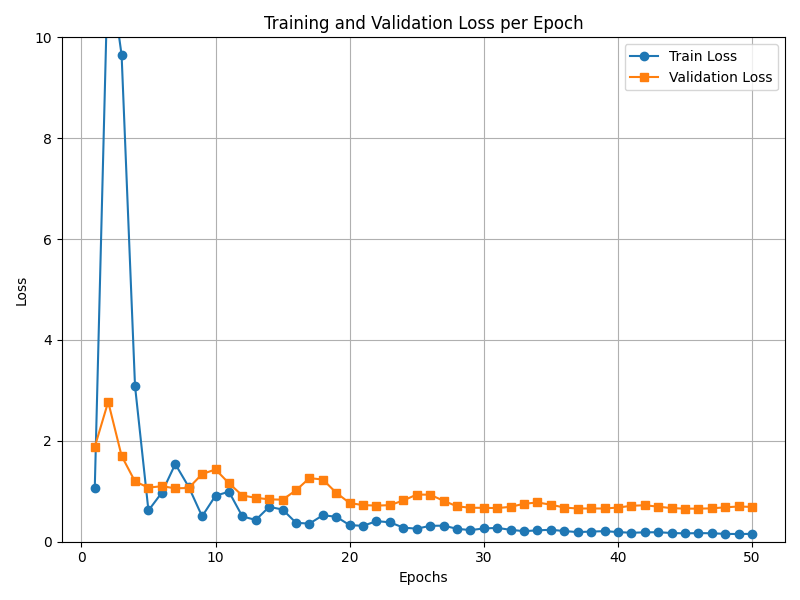 Training and Validation Loss per Epoch
Train Loss
Validation Loss
Loss
10
8
6
4
2
0
0 10 20 30 40 50
Epochs